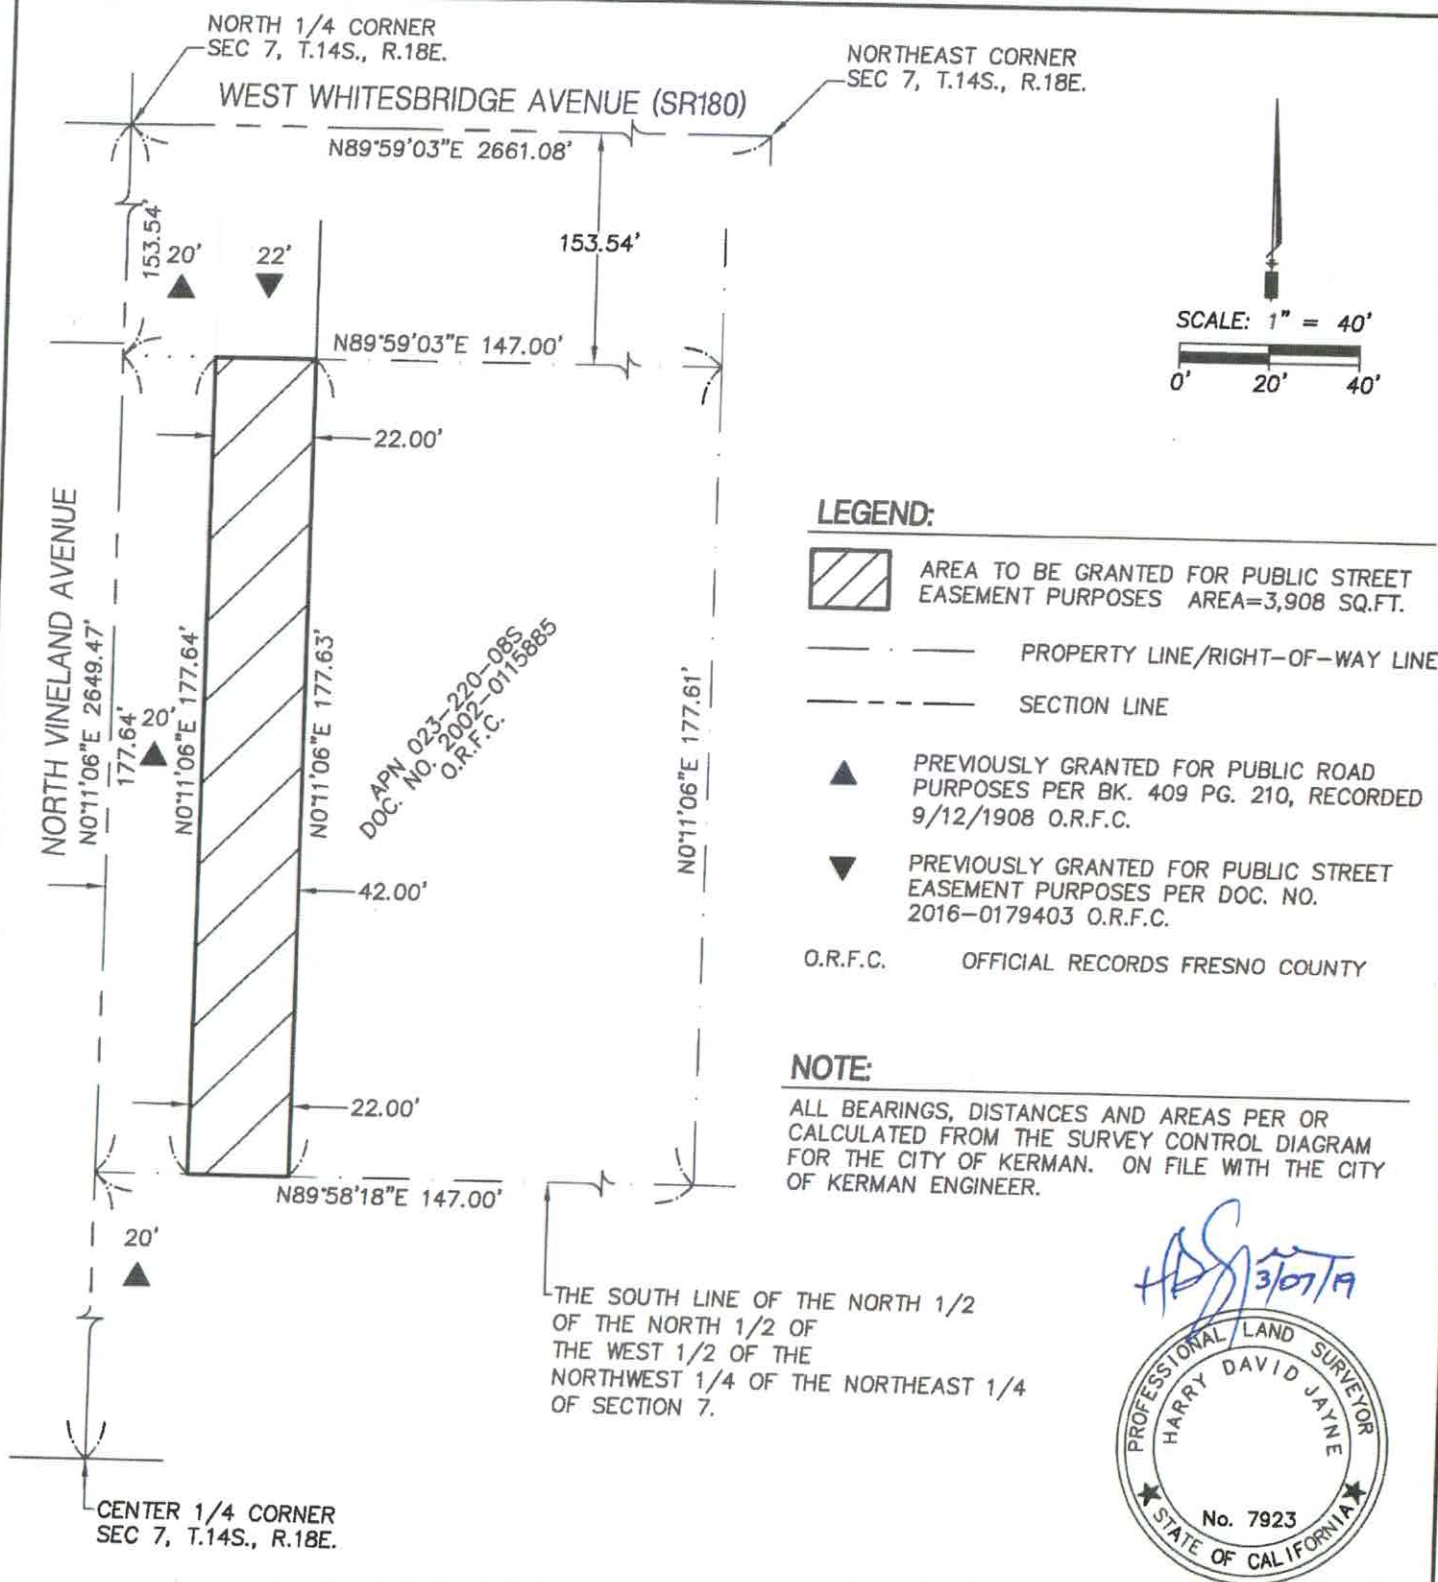 NORTH 1/4 CORNER
SEC 7, T.14S., R.18E.
NORTHEAST CORNER
SEC 7, T.14S., R.18E.
WEST WHITESBRIDGE AVENUE (SR180)
N89°59'03"E 2661.08'
153.54'
20'
22'
153.54'
N89°59'03"E 147.00'
SCALE: 1" = 40'
0' 20' 40'
22.00'
NORTH VINELAND AVENUE
N0°11'06"E 2649.47'
177.64'
20'
N0°11'06"E 177.64'
N0°11'06"E 177.63'
APN 023-220-08S
DOC. NO. 2002-0115885
O.R.F.C.
N0°11'06"E 177.61'
42.00'
22.00'
N89°58'18"E 147.00'
20'
LEGEND:
AREA TO BE GRANTED FOR PUBLIC STREET
EASEMENT PURPOSES AREA=3,908 SQ.FT.
PROPERTY LINE/RIGHT-OF-WAY LINE
SECTION LINE
PREVIOUSLY GRANTED FOR PUBLIC ROAD
PURPOSES PER BK. 409 PG. 210, RECORDED
9/12/1908 O.R.F.C.
PREVIOUSLY GRANTED FOR PUBLIC STREET
EASEMENT PURPOSES PER DOC. NO.
2016-0179403 O.R.F.C.
O.R.F.C. OFFICIAL RECORDS FRESNO COUNTY
NOTE:
ALL BEARINGS, DISTANCES AND AREAS PER OR
CALCULATED FROM THE SURVEY CONTROL DIAGRAM
FOR THE CITY OF KERMAN. ON FILE WITH THE CITY
OF KERMAN ENGINEER.
THE SOUTH LINE OF THE NORTH 1/2
OF THE NORTH 1/2 OF
THE WEST 1/2 OF THE
NORTHWEST 1/4 OF THE NORTHEAST 1/4
OF SECTION 7.
3/07/19
PROFESSIONAL LAND SURVEYOR
HARRY DAVID JAYNE
No. 7923
STATE OF CALIFORNIA
CENTER 1/4 CORNER
SEC 7, T.14S., R.18E.